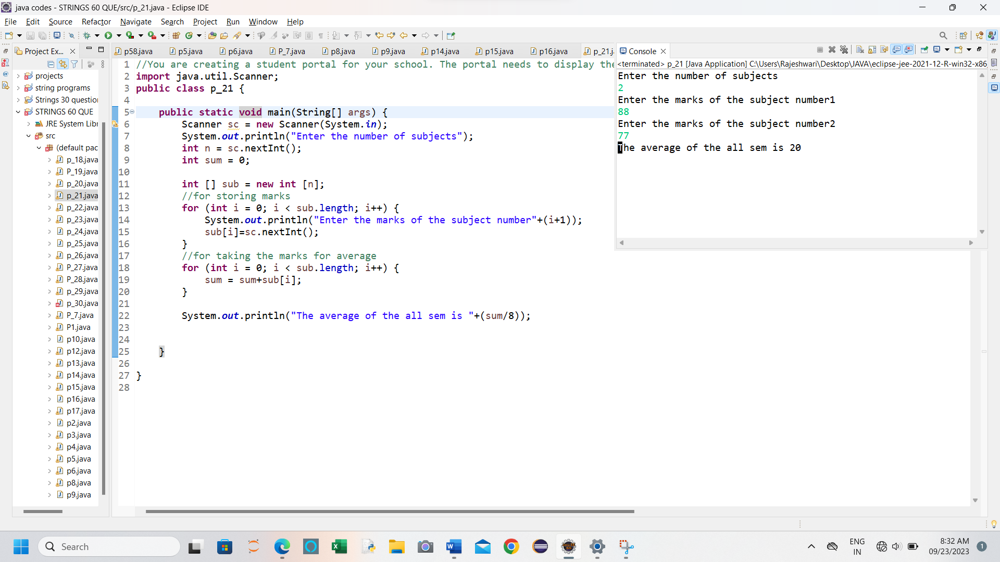 java codes - STRINGS 60 QUE/src/p_21.java - Eclipse IDE
File Edit Source Refactor Navigate Search Project Run Window Help
Project Ex...
p58.java p5.java p6.java P_7.java p8.java p9.java p14.java p15.java p16.java p_21.j
Console
<terminated> p_21 [Java Application] C:\Users\Rajeshwari\Desktop\JAVA\eclipse-jee-2021-12-R-win32-x86
projects
string programs
Strings 30 question
STRINGS 60 QUE
JRE System Libr
src
(default pac
p_18.java
P_19.java
p_20.java
p_21.java
p_22.java
p_23.java
p_24.java
p_25.java
p_26.java
P_27.java
P_28.java
p_29.java
p_30.java
P_7.java
P1.java
p10.java
p12.java
p13.java
p14.java
p15.java
p16.java
p17.java
p2.java
p3.java
p4.java
p5.java
p6.java
p8.java
p9.java
1 //You are creating a student portal for your school. The portal needs to display the
2 import java.util.Scanner;
3 public class p_21 {
4
5 public static void main(String[] args) {
6 Scanner sc = new Scanner(System.in);
7 System.out.println("Enter the number of subjects");
8 int n = sc.nextInt();
9 int sum = 0;
10
11 int [] sub = new int [n];
12 //for storing marks
13 for (int i = 0; i < sub.length; i++) {
14 System.out.println("Enter the marks of the subject number"+(i+1));
15 sub[i]=sc.nextInt();
16 }
17 //for taking the marks for average
18 for (int i = 0; i < sub.length; i++) {
19 sum = sum+sub[i];
20 }
21
22 System.out.println("The average of the all sem is "+(sum/8));
23
24
25 }
26
27 }
28
Enter the number of subjects
2
Enter the marks of the subject number1
88
Enter the marks of the subject number2
77
The average of the all sem is 20
Search
ENG
IN
8:32 AM
09/23/2023
1